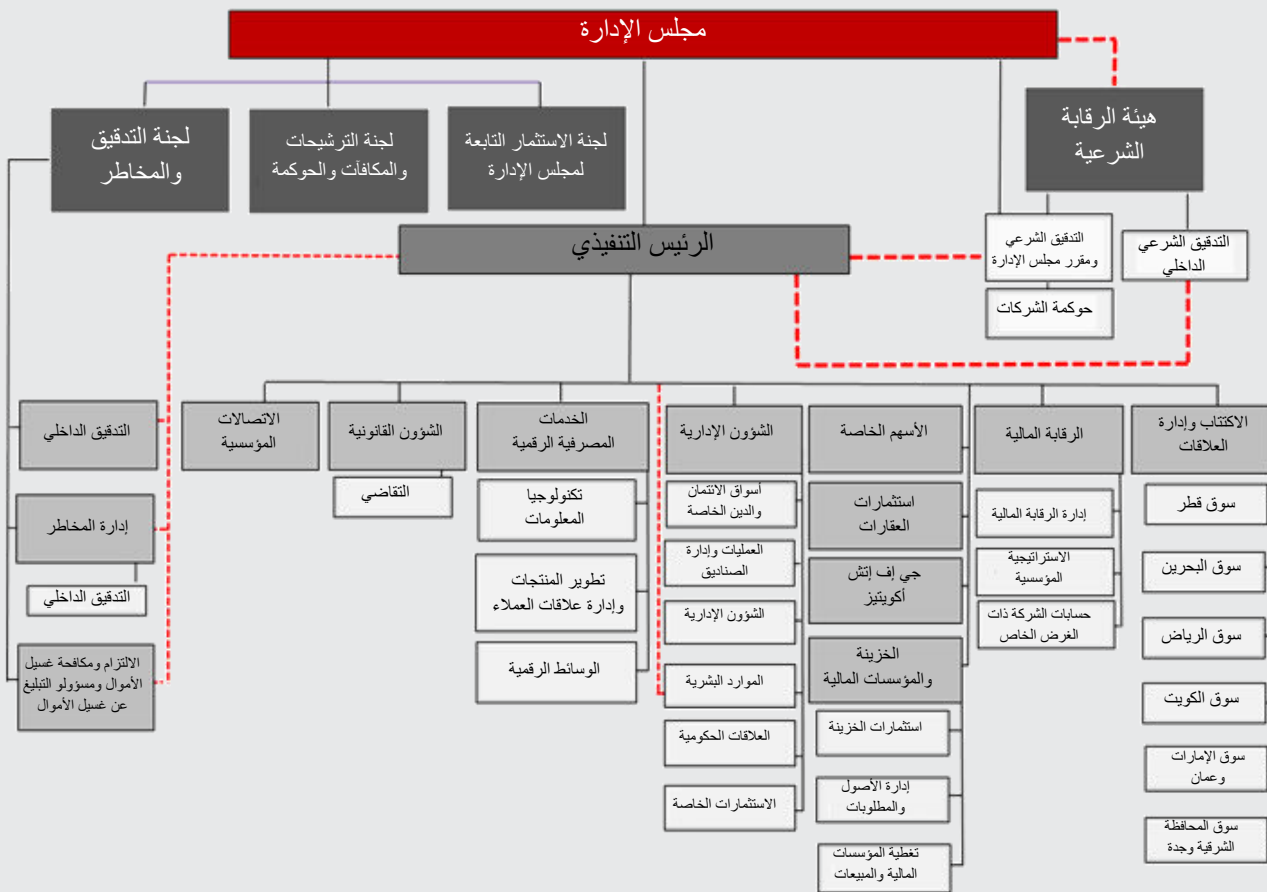 مجلس الإدارة
هيئة الرقابة
الشرعية
لجنة الاستثمار التابعة
لمجلس الإدارة
لجنة الترشيحات
والمكافآت والحوكمة
لجنة التدقيق
والمخاطر
التدقيق الشرعي
الداخلي
التدقيق الشرعي
ومقرر مجلس الإدارة
حوكمة الشركات
الرئيس التنفيذي
الاكتتاب وإدارة
العلاقات
سوق قطر
سوق البحرين
سوق الرياض
سوق الكويت
سوق الإمارات
وعمان
سوق المحافظة
الشرقية وجدة
الرقابة المالية
إدارة الرقابة المالية
الاستراتيجية
المؤسسية
حسابات الشركة ذات
الغرض الخاص
الأسهم الخاصة
استثمارات
العقارات
جي إف إتش
أكويتيز
الخزينة
والمؤسسات المالية
استثمارات الخزينة
إدارة الأصول
والمطلوبات
تغطية المؤسسات
المالية والمبيعات
الشؤون الإدارية
أسواق الائتمان
والدين الخاصة
العمليات وإدارة
الصناديق
الشؤون الإدارية
الموارد البشرية
العلاقات الحكومية
الاستثمارات الخاصة
الخدمات
المصرفية الرقمية
تكنولوجيا
المعلومات
تطوير المنتجات
وإدارة علاقات العملاء
الوسائط الرقمية
الشؤون القانونية
التقاضي
الاتصالات
المؤسسية
التدقيق الداخلي
إدارة المخاطر
التدقيق الداخلي
الالتزام ومكافحة غسيل
الأموال ومسؤولو التبليغ
عن غسيل الأموال